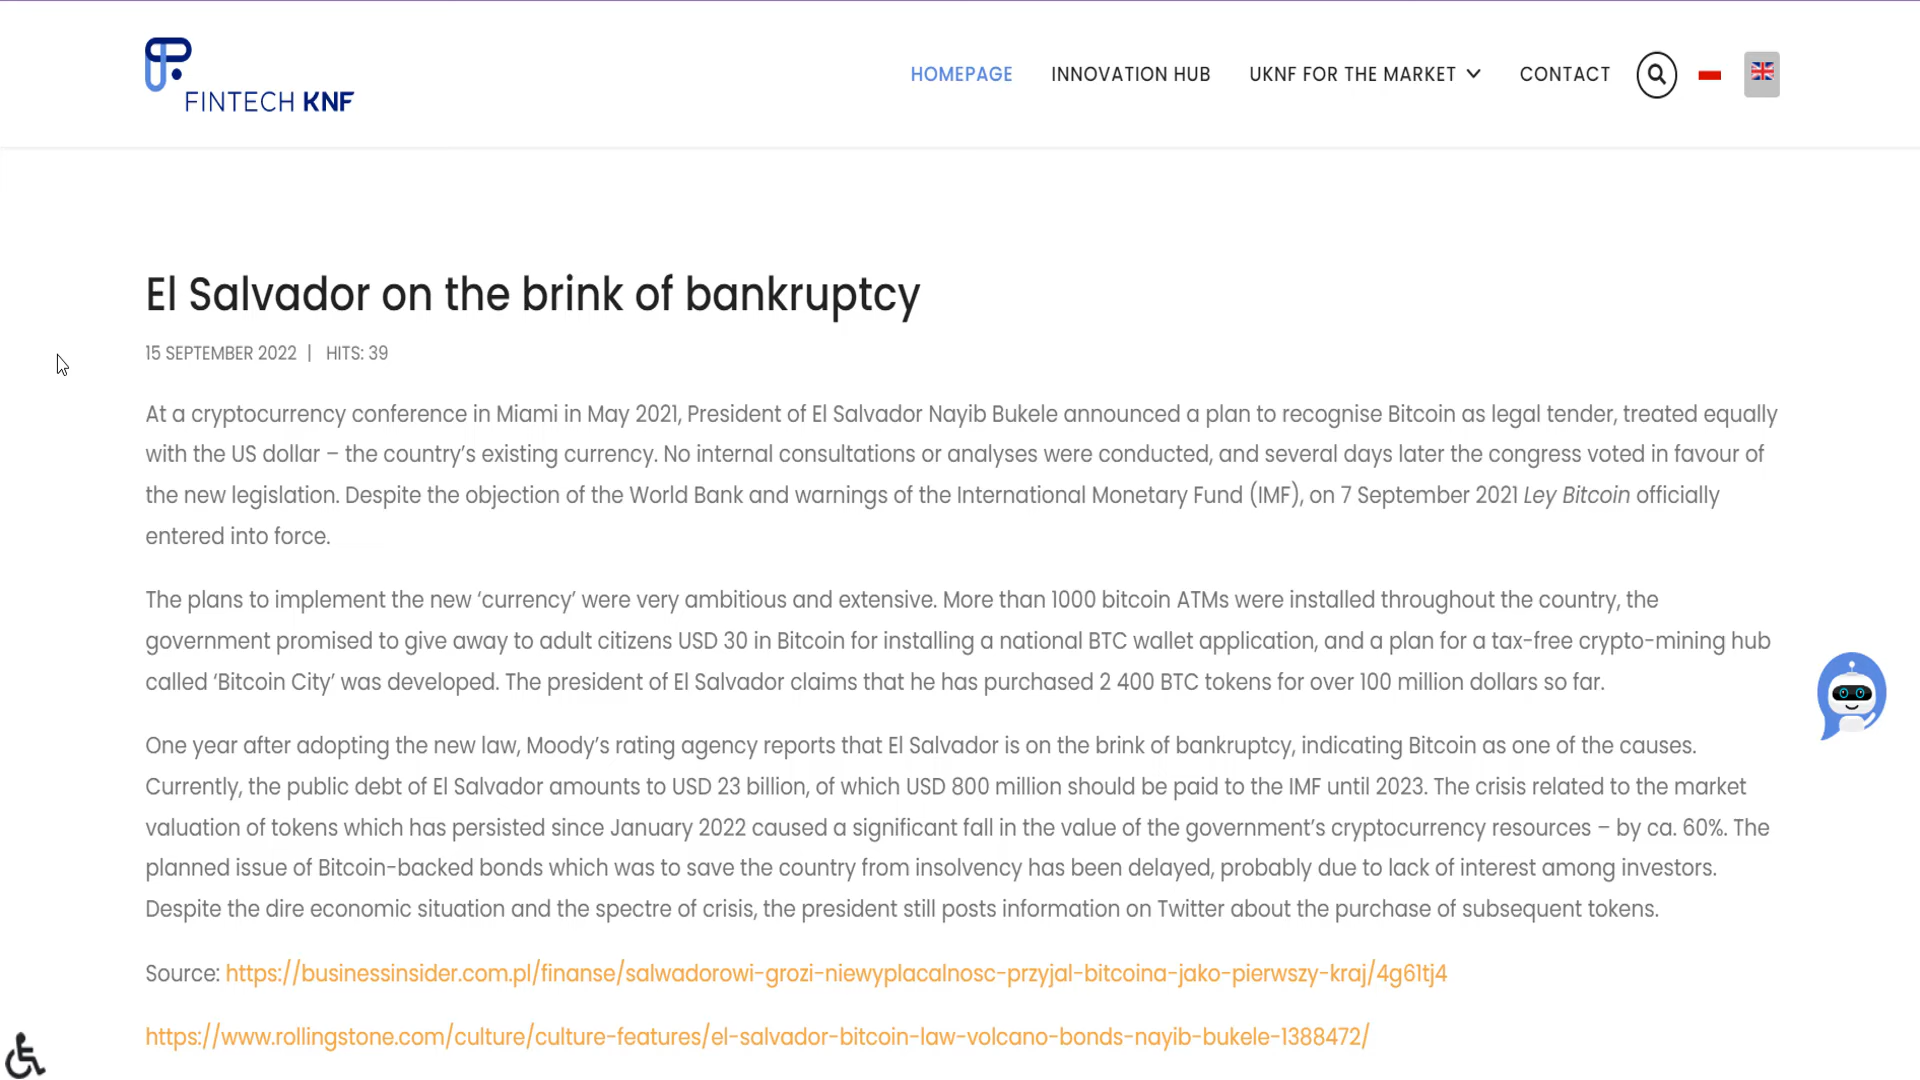 FINTECH KNF
HOMEPAGE
INNOVATION HUB
UKNF FOR THE MARKET
CONTACT
El Salvador on the brink of bankruptcy
15 SEPTEMBER 2022 | HITS: 39
At a cryptocurrency conference in Miami in May 2021, President of El Salvador Nayib Bukele announced a plan to recognise Bitcoin as legal tender, treated equally
with the US dollar – the country’s existing currency. No internal consultations or analyses were conducted, and several days later the congress voted in favour of
the new legislation. Despite the objection of the World Bank and warnings of the International Monetary Fund (IMF), on 7 September 2021 Ley Bitcoin officially
entered into force.
The plans to implement the new ‘currency’ were very ambitious and extensive. More than 1000 bitcoin ATMs were installed throughout the country, the
government promised to give away to adult citizens USD 30 in Bitcoin for installing a national BTC wallet application, and a plan for a tax-free crypto-mining hub
called ‘Bitcoin City’ was developed. The president of El Salvador claims that he has purchased 2 400 BTC tokens for over 100 million dollars so far.
One year after adopting the new law, Moody’s rating agency reports that El Salvador is on the brink of bankruptcy, indicating Bitcoin as one of the causes.
Currently, the public debt of El Salvador amounts to USD 23 billion, of which USD 800 million should be paid to the IMF until 2023. The crisis related to the market
valuation of tokens which has persisted since January 2022 caused a significant fall in the value of the government’s cryptocurrency resources – by ca. 60%. The
planned issue of Bitcoin-backed bonds which was to save the country from insolvency has been delayed, probably due to lack of interest among investors.
Despite the dire economic situation and the spectre of crisis, the president still posts information on Twitter about the purchase of subsequent tokens.
Source: https://businessinsider.com.pl/finanse/salwadorowi-grozi-niewyplacalnosc-przyjal-bitcoina-jako-pierwszy-kraj/4g61tj4
https://www.rollingstone.com/culture/culture-features/el-salvador-bitcoin-law-volcano-bonds-nayib-bukele-1388472/